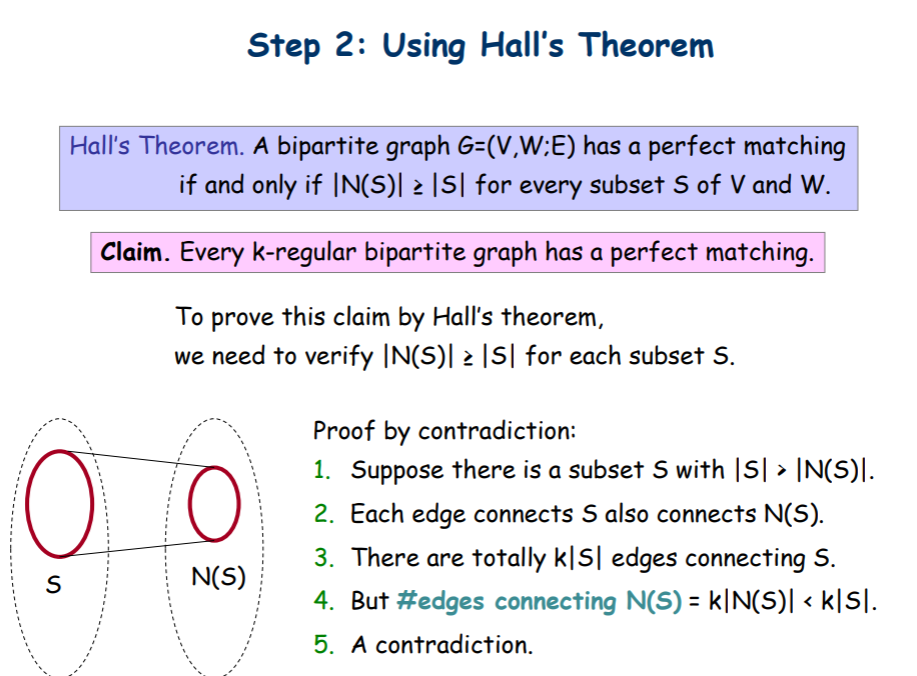 Step 2: Using Hall's Theorem
Hall's Theorem. A bipartite graph G=(V,W;E) has a perfect matching
if and only if |N(S)| ≥ |S| for every subset S of V and W.
Claim. Every k-regular bipartite graph has a perfect matching.
To prove this claim by Hall's theorem,
we need to verify |N(S)| ≥ |S| for each subset S.
Proof by contradiction:
1. Suppose there is a subset S with |S| > |N(S)|.
2. Each edge connects S also connects N(S).
3. There are totally k|S| edges connecting S.
4. But #edges connecting N(S) = k|N(S)| < k|S|.
5. A contradiction.
S
N(S)